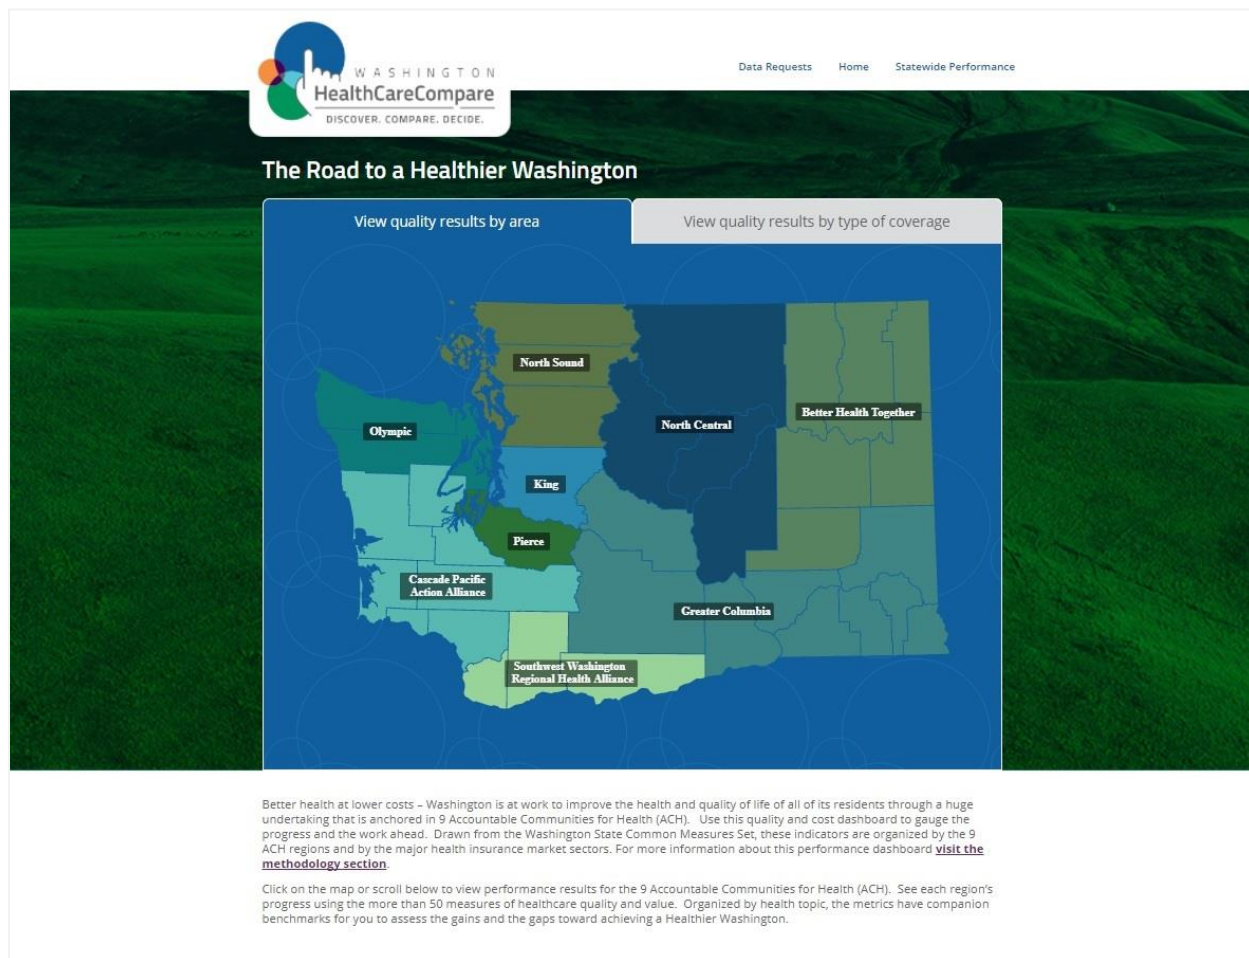 WASHINGTON
HealthCareCompare
DISCOVER. COMPARE. DECIDE.
Data Requests
Home
Statewide Performance
The Road to a Healthier Washington
View quality results by area
View quality results by type of coverage
North Sound
Better Health Together
North Central
Olympic
King
Pierce
Cascade Pacific
Action Alliance
Greater Columbia
Southwest Washington
Regional Health Alliance
Better health at lower costs – Washington is at work to improve the health and quality of life of all of its residents through a huge
undertaking that is anchored in 9 Accountable Communities for Health (ACH). Use this quality and cost dashboard to gauge the
progress and the work ahead. Drawn from the Washington State Common Measures Set, these indicators are organized by the 9
ACH regions and by the major health insurance market sectors. For more information about this performance dashboard visit the
methodology section.
Click on the map or scroll below to view performance results for the 9 Accountable Communities for Health (ACH). See each region's
progress using the more than 50 measures of healthcare quality and value. Organized by health topic, the metrics have companion
benchmarks for you to assess the gains and the gaps toward achieving a Healthier Washington.